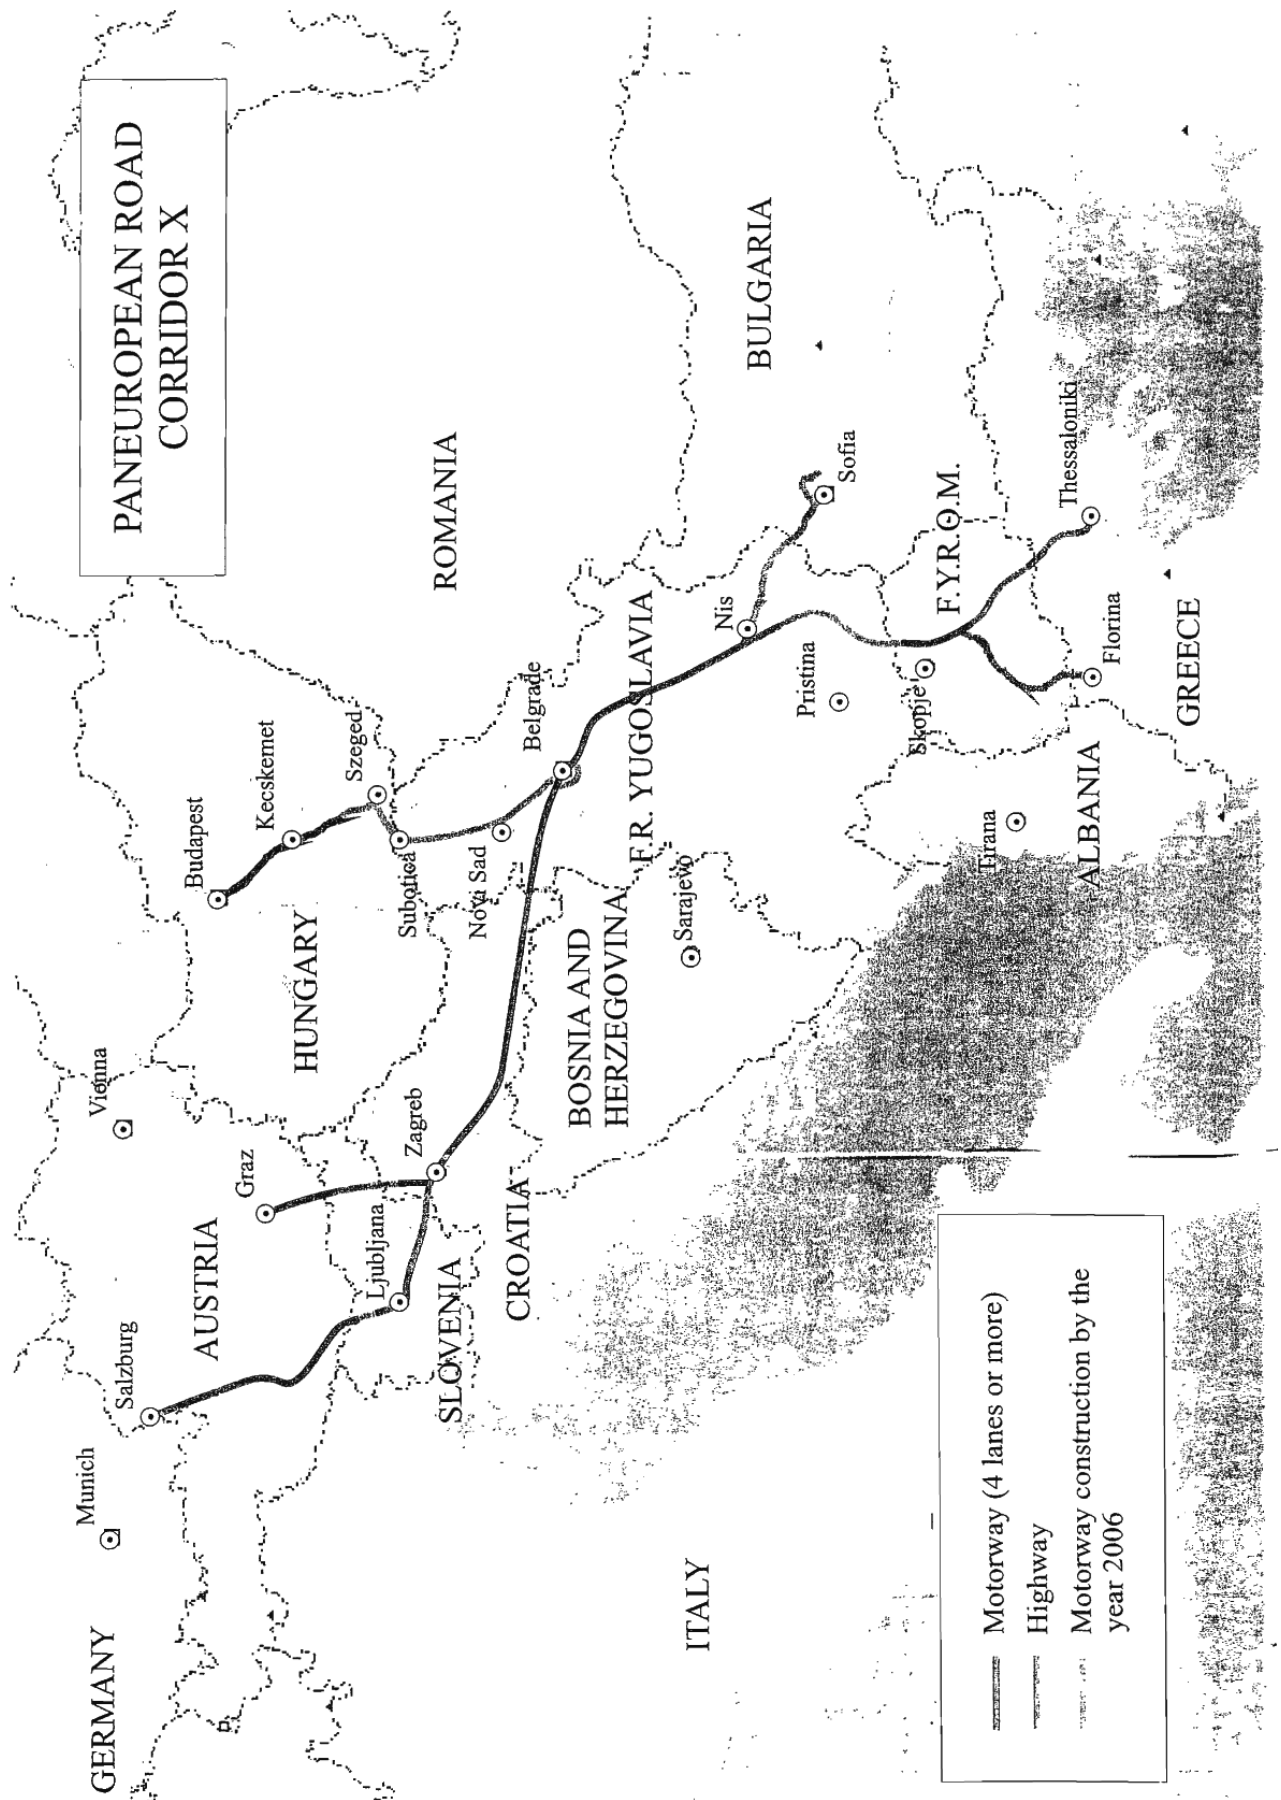 PANEUROPEAN ROAD
CORRIDOR X
GERMANY
Munich
Salzburg
AUSTRIA
Vienna
Graz
HUNGARY
Budapest
Kecskemet
Szeged
ROMANIA
Ljubljana
SLOVENIA
Zagreb
CROATIA
Subotica
Novi Sad
Belgrade
BOSNIA AND
HERZEGOVINA
Sarajewo
F.R. YUGOSLAVIA
Nis
Pristina
Sofia
BULGARIA
ITALY
Skopje
F.Y.R.O.M.
Tirana
ALBANIA
Florina
Thessaloniki
GREECE
Motorway (4 lanes or more)
Highway
Motorway construction by the
year 2006